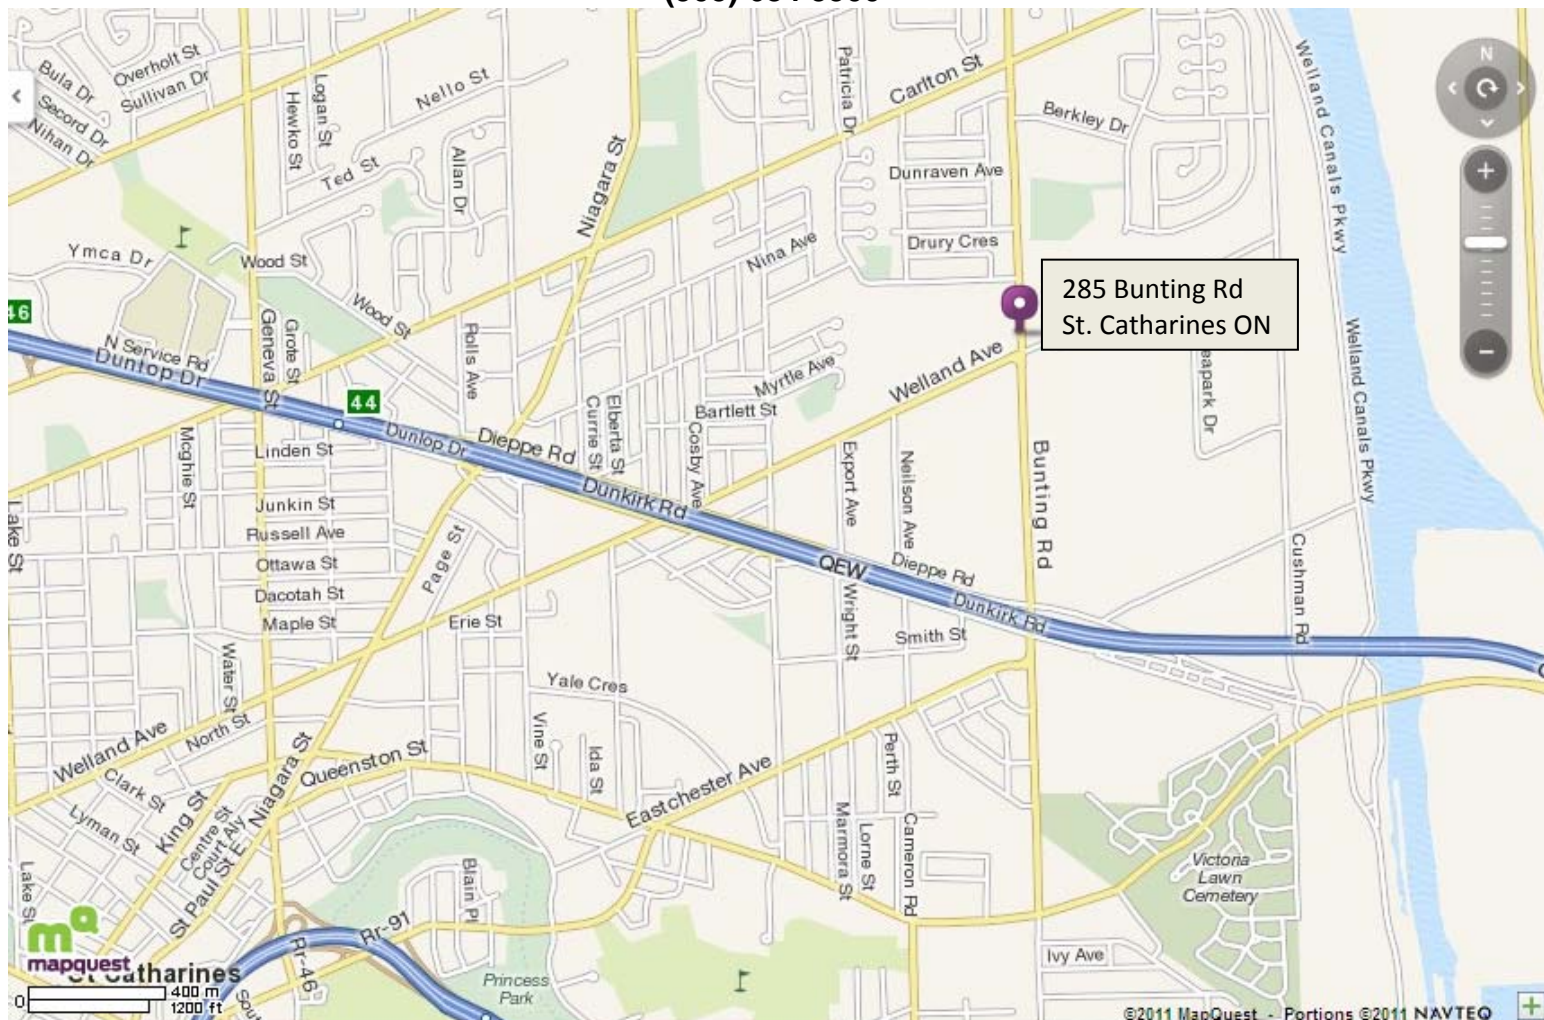 Overholt St
Bula Dr
Sullivan Dr
Secord Dr
Nihan Dr
Logan St
Hewko St
Nello St
Ted St
Allan Dr
Niagara St
Patricia Dr
Carlton St
Berkley Dr
Welland Canals Pkwy
N
Dunraven Ave
Drury Cres
Nina Ave
Ymca Dr
Wood St
Wood St
285 Bunting Rd
St. Catharines ON
46
Geneva St
Grote St
Rolls Ave
N Service Rd
Dunlop Dr
44
Myrtle Ave
Welland Ave
Bartlett St
Elberta St
Currie St
Cosby Ave
eapark Dr
Welland Canals Pkwy
Mcghie St
Linden St
Dunlop Dr
Dieppe Rd
Dunkirk Rd
Export Ave
Neilson Ave
Bunting Rd
Lake St
Junkin St
Russell Ave
Ottawa St
Dacotah St
Maple St
Page St
Erie St
QEW
Dieppe Rd
Dunkirk Rd
Wright St
Smith St
Cushman Rd
Water St
Yale Cres
Welland Ave
North St
Niagara St
Queenston St
Vine St
Ida St
Eastchester Ave
Perth St
Clark St
Lyman St
King St
Centre St
Court Aly
St Paul St E
Lake St
Blain Pl
Marmora St
Lorne St
Cameron Rd
Victoria
Lawn
Cemetery
Rr-91
Rr-46
Ivy Ave
Princess
Park
mq
mapquest
St Catharines
0
400 m
1200 ft
©2011 MapQuest - Portions ©2011 NAVTEQ